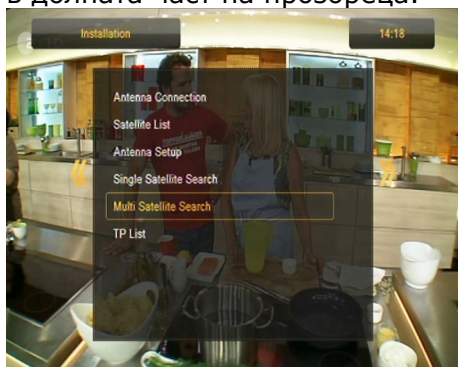 в долната част на прозореца.
Installation
14:18
Antenna Connection
Satellite List
Antenna Setup
Single Satellite Search
Multi Satellite Search
TP List